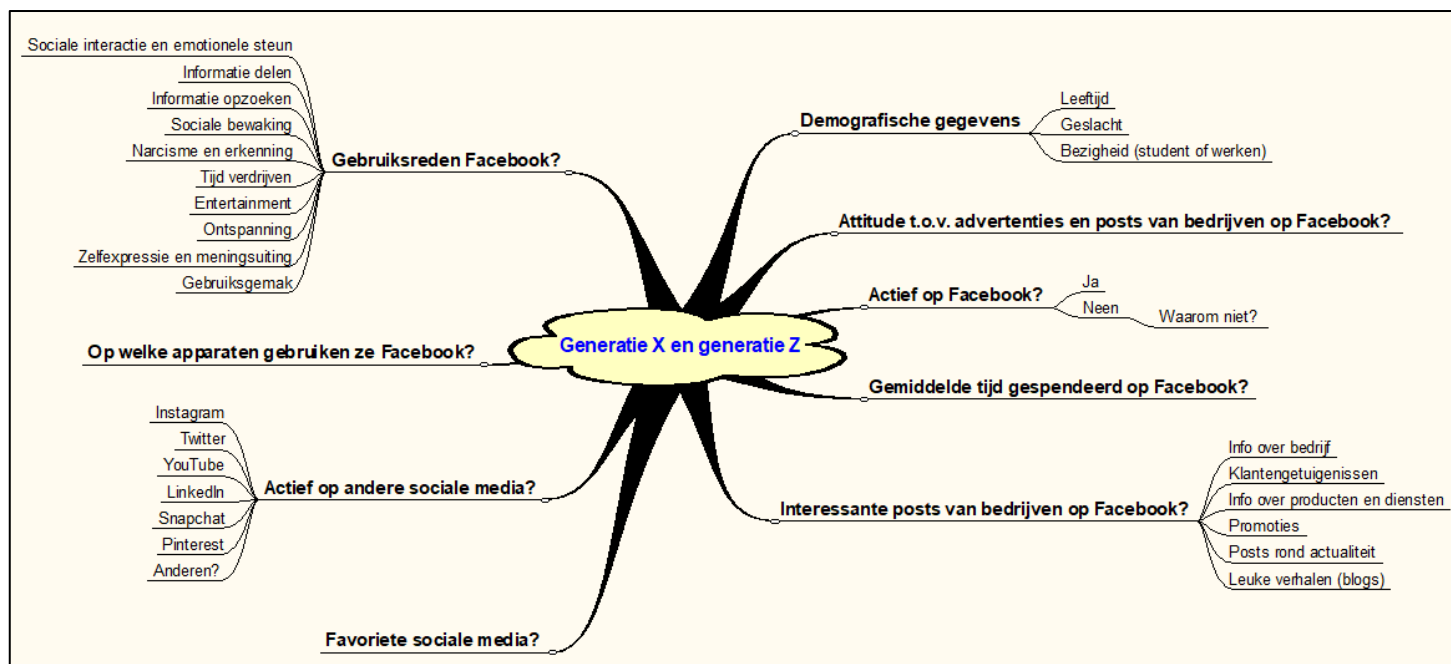 Sociale interactie en emotionele steun
Informatie delen
Informatie opzoeken
Sociale bewaking
Narcisme en erkenning
Tijd verdrijven
Entertainment
Ontspanning
Zelfexpressie en meningsuiting
Gebruiksgemak
Gebruiksreden Facebook?
Op welke apparaten gebruiken ze Facebook?
Instagram
Twitter
YouTube
LinkedIn
Snapchat
Pinterest
Anderen?
Actief op andere sociale media?
Favoriete sociale media?
Generatie X en generatie Z
Demografische gegevens
Leeftijd
Geslacht
Bezigheid (student of werken)
Attitude t.o.v. advertenties en posts van bedrijven op Facebook?
Actief op Facebook?
Ja
Neen
Waarom niet?
Gemiddelde tijd gespendeerd op Facebook?
Interessante posts van bedrijven op Facebook?
Info over bedrijf
Klantengetuigenissen
Info over producten en diensten
Promoties
Posts rond actualiteit
Leuke verhalen (blogs)